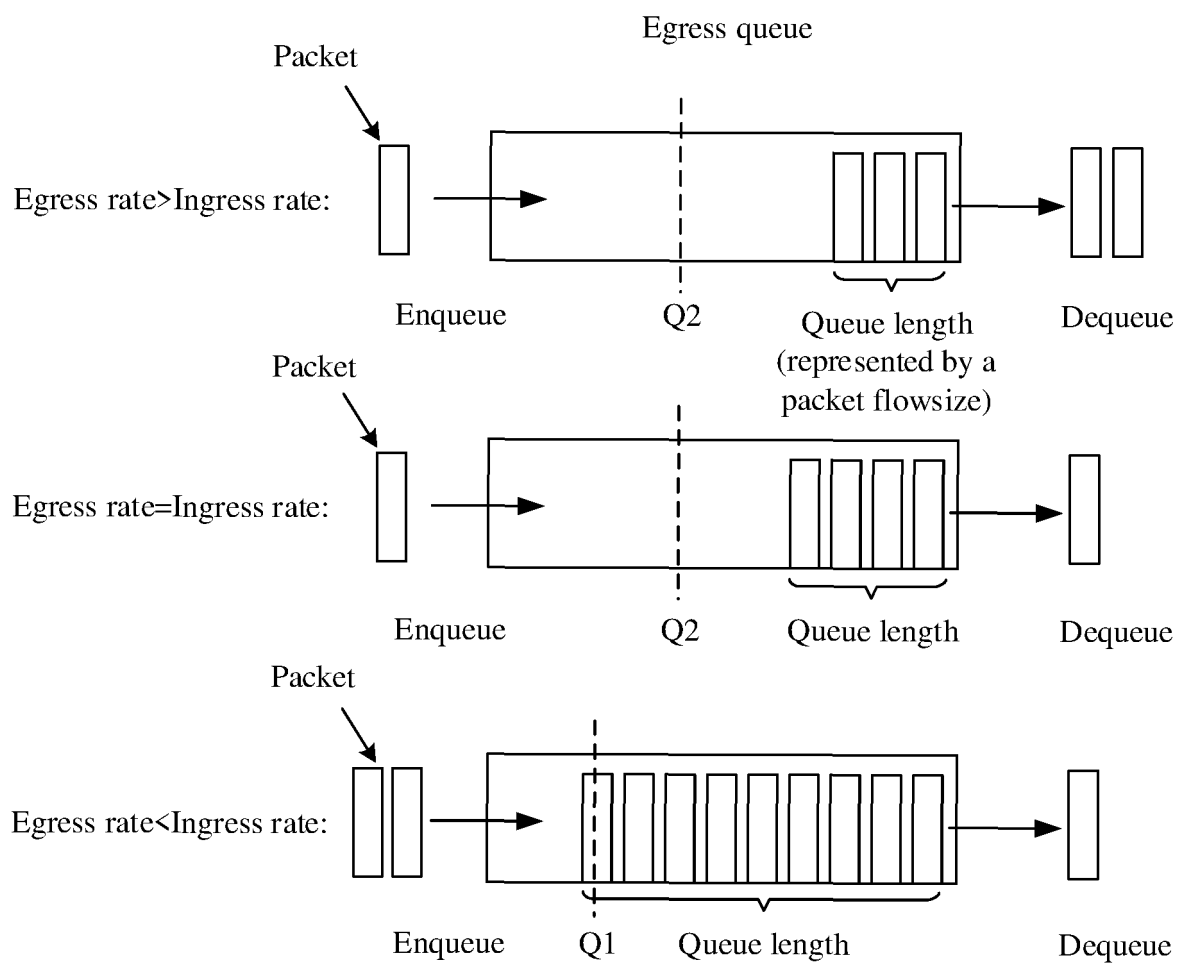 Egress queue
Packet
Egress rate>Ingress rate:
Enqueue
Q2
Queue length
(represented by a
packet flowsize)
Dequeue
Packet
Egress rate=Ingress rate:
Enqueue
Q2
Queue length
Dequeue
Packet
Egress rate<Ingress rate:
Enqueue
Q1
Queue length
Dequeue